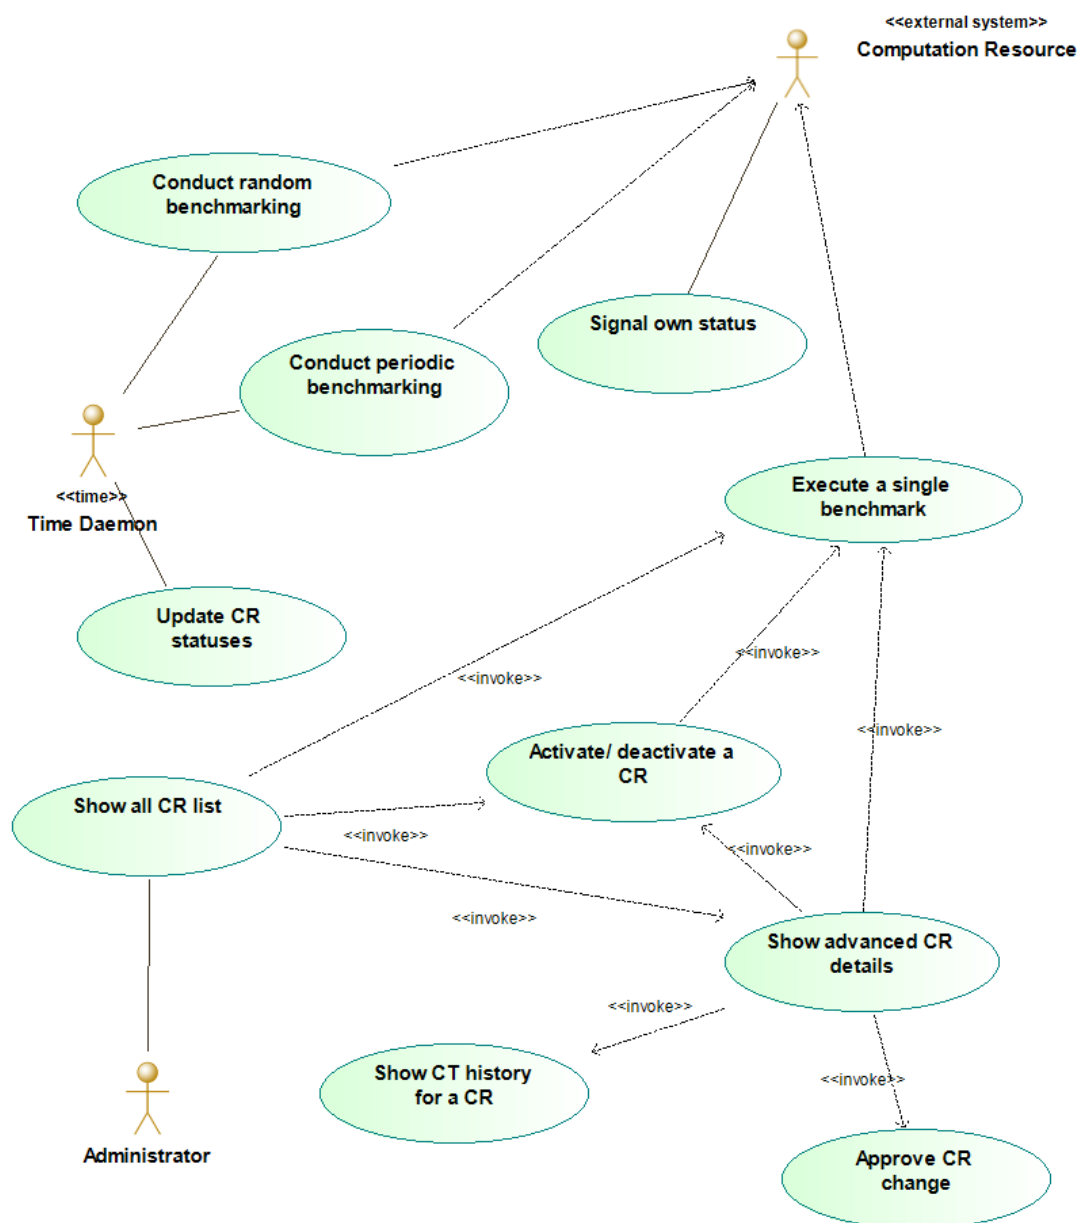 <<external system>>
Computation Resource
Conduct random
benchmarking
Signal own status
Conduct periodic
benchmarking
<<time>>
Time Daemon
Execute a single
benchmark
Update CR
statuses
<<invoke>>
<<invoke>>
<<invoke>>
Activate/ deactivate a
CR
Show all CR list
<<invoke>>
<<invoke>>
<<invoke>>
Show advanced CR
details
<<invoke>>
Show CT history
for a CR
<<invoke>>
Administrator
Approve CR
change